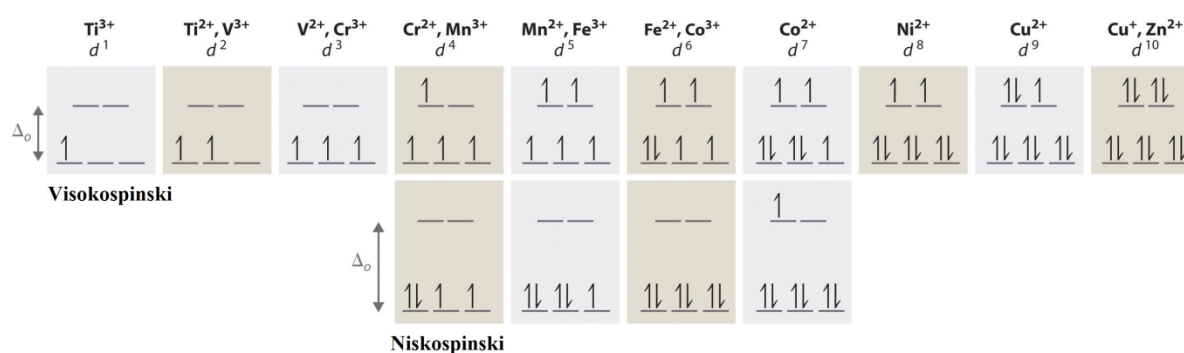 Ti3+ Ti2+, V3+ V2+, Cr3+ Cr2+, Mn3+ Mn2+, Fe3+ Fe2+, Co3+ Co2+ Ni2+ Cu2+ Cu+, Zn2+
d1 d2 d3 d4 d5 d6 d7 d8 d9 d10
Δo
Visokospinski
Δo
Niskospinski